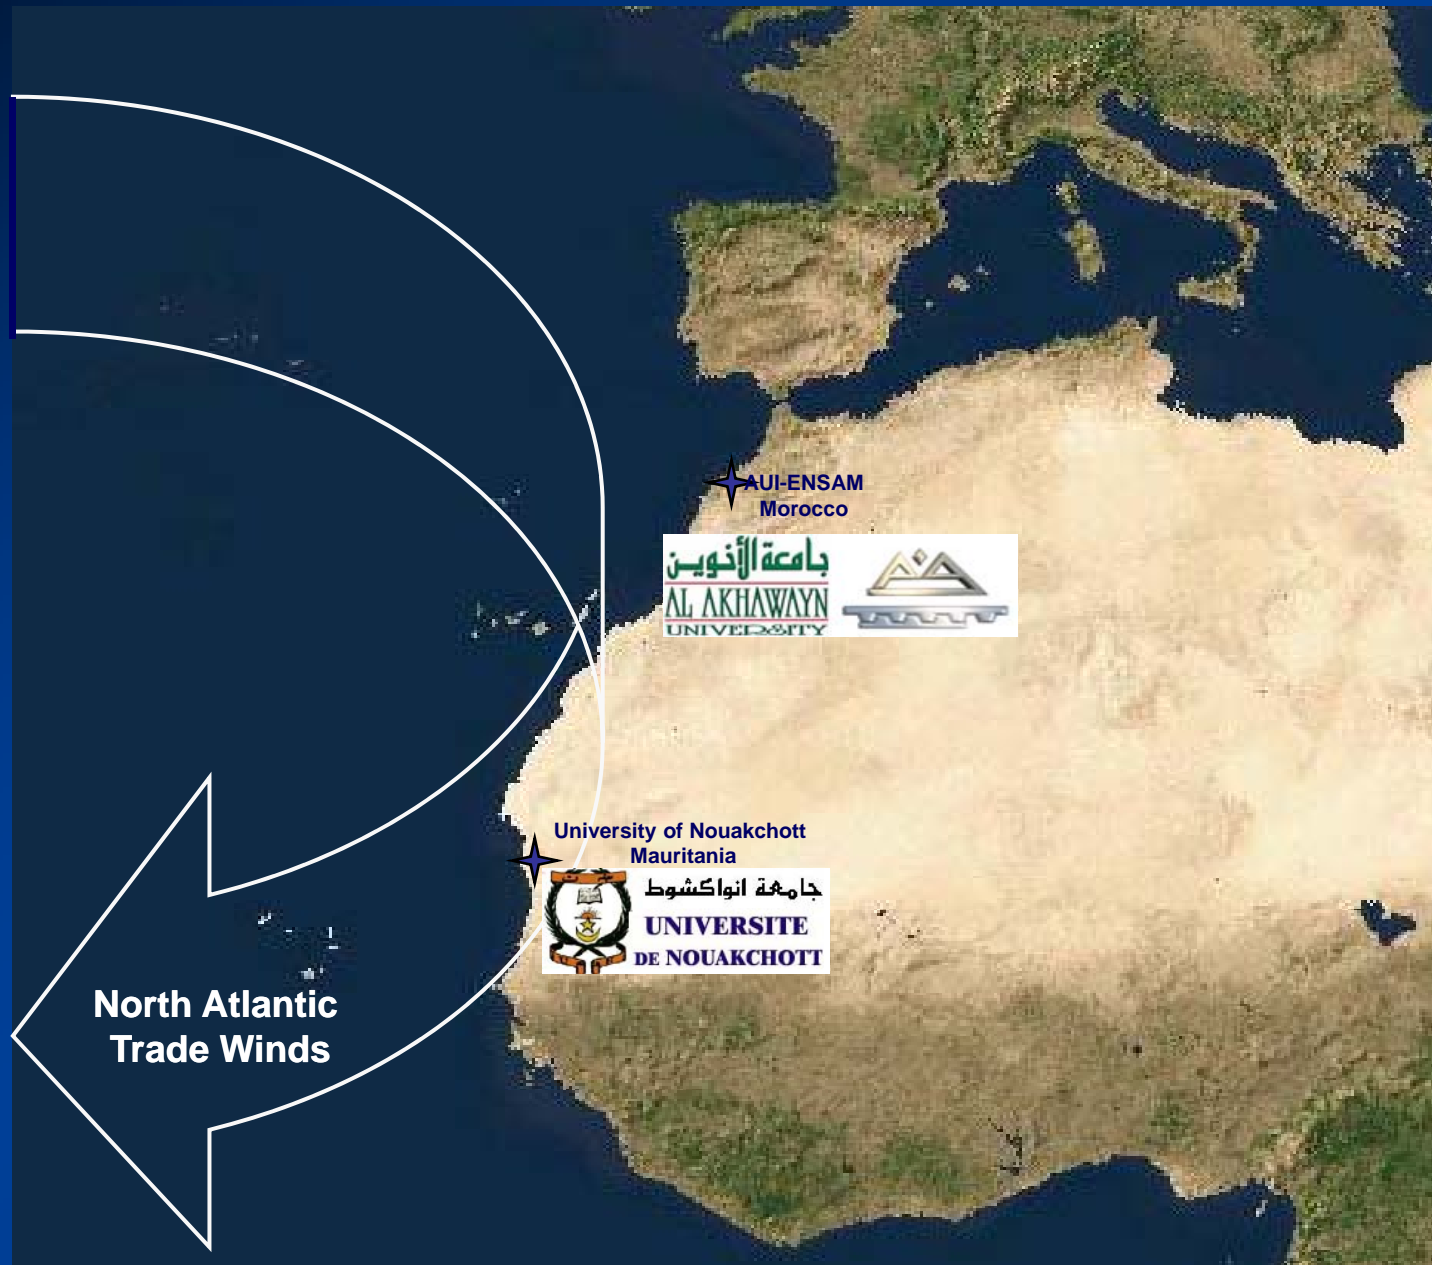 AUI-ENSAM
Morocco
جامعة الأخوين
AL AKHAWAYN
UNIVERSITY
University of Nouakchott
Mauritania
جامعة انواكشوط
UNIVERSITE
DE NOUAKCHOTT
North Atlantic
Trade Winds